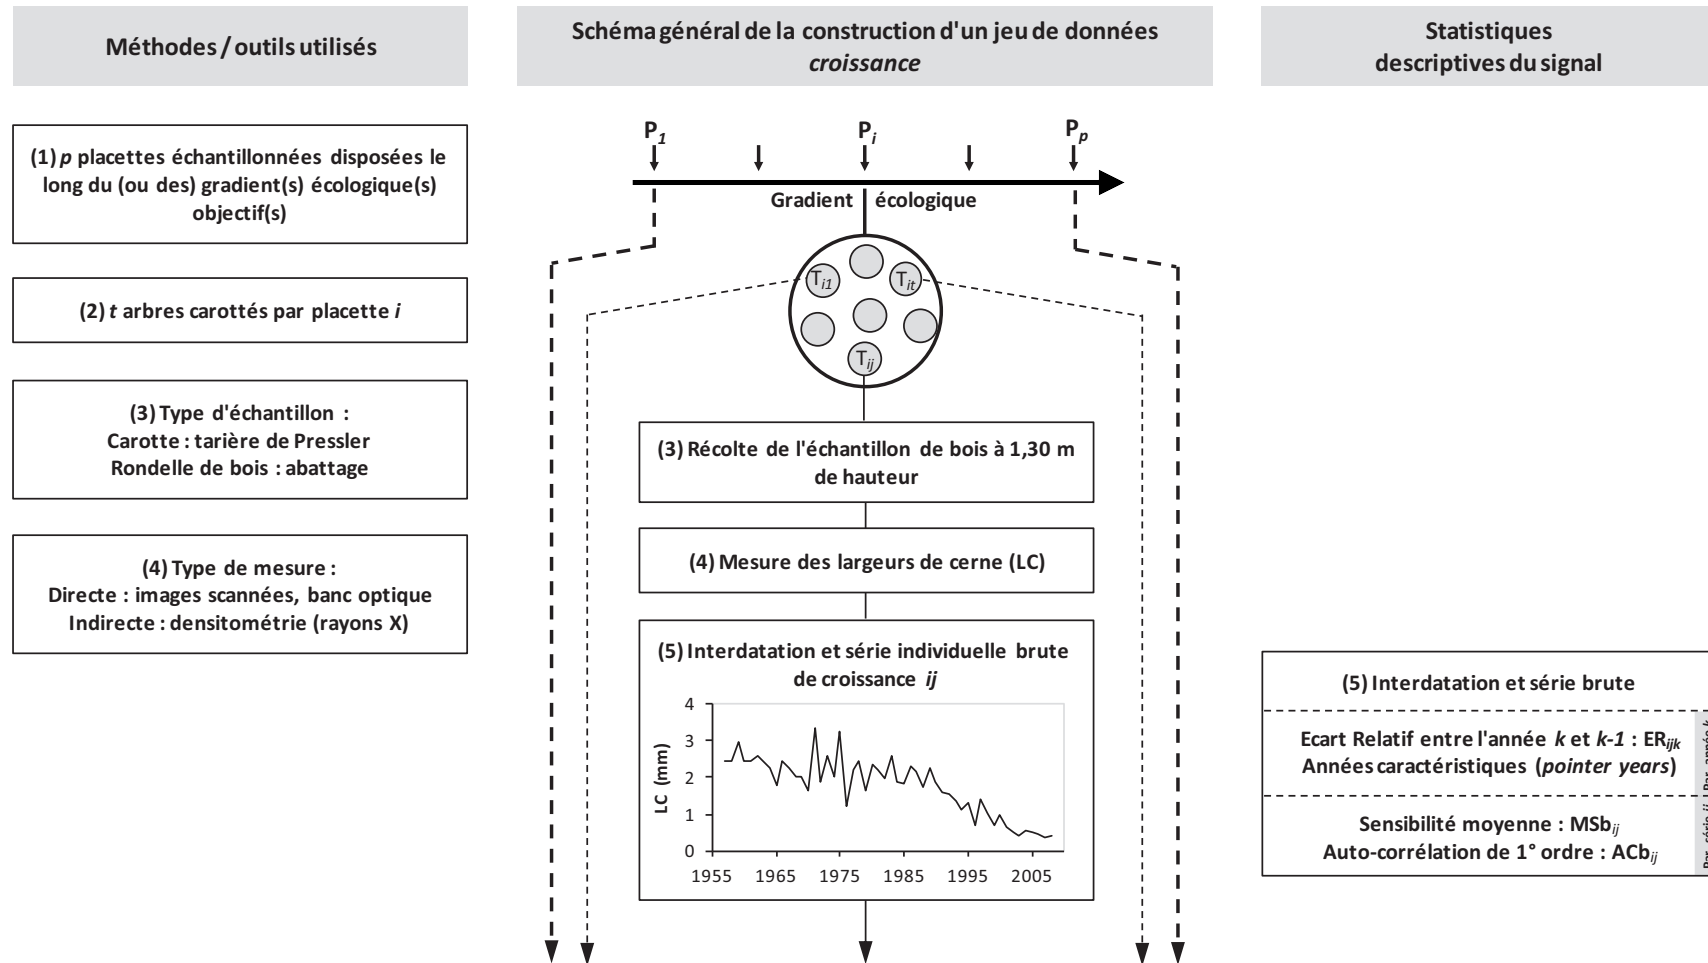 Méthodes / outils utilisés
Schéma général de la construction d'un jeu de données
croissance
Statistiques
descriptives du signal
(1) p placettes échantillonnées disposées le
long du (ou des) gradient(s) écologique(s)
objectif(s)
(2) t arbres carottés par placette i
(3) Type d'échantillon :
Carotte : tarière de Pressler
Rondelle de bois : abattage
(4) Type de mesure :
Directe : images scannées, banc optique
Indirecte : densitométrie (rayons X)
P1
Pi
Pp
Gradient écologique
Ti1
Tit
Tij
(3) Récolte de l'échantillon de bois à 1,30 m
de hauteur
(4) Mesure des largeurs de cerne (LC)
(5) Interdatation et série individuelle brute
de croissance ij
LC (mm)
4
3
2
1
0
1955
1965
1975
1985
1995
2005
(5) Interdatation et série brute
Ecart Relatif entre l'année k et k-1 : ERijk
Années caractéristiques (pointer years)
Par année k
Sensibilité moyenne : MSbij
Auto-corrélation de 1° ordre : ACbij
Par série ij